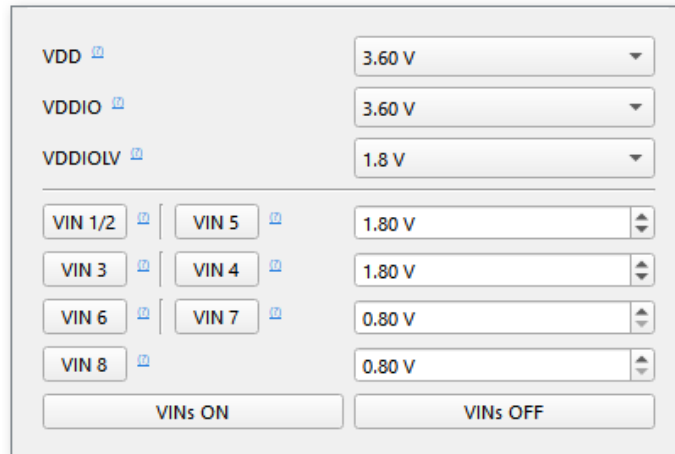 VDD (?) 3.60 V
VDDIO (?) 3.60 V
VDDIOLV (?) 1.8 V
VIN 1/2 (?) VIN 5 (?) 1.80 V
VIN 3 (?) VIN 4 (?) 1.80 V
VIN 6 (?) VIN 7 (?) 0.80 V
VIN 8 (?) 0.80 V
VINs ON VINs OFF